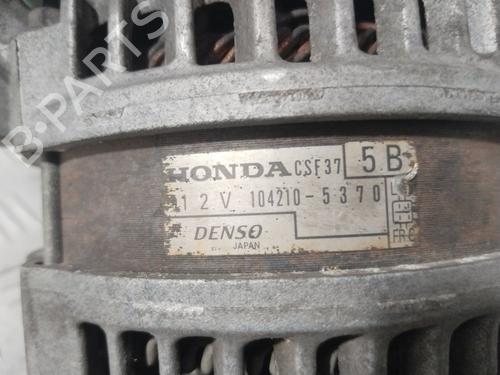 HONDA CSF37 5B
12V 104210-5370
DENSO
JAPAN
B-PARTS